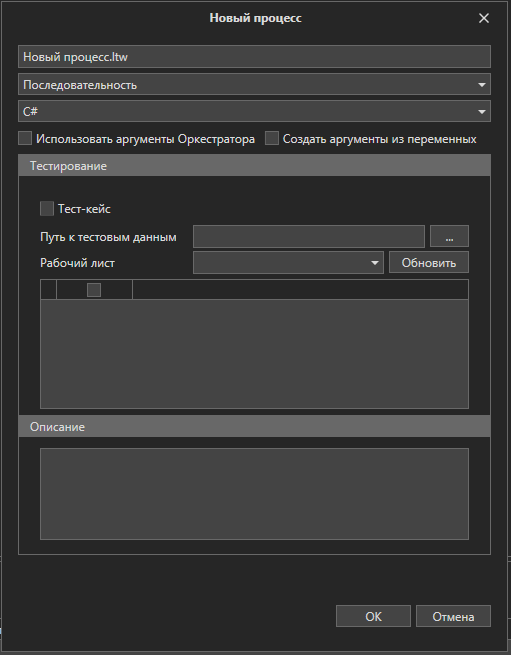 Новый процесс
Новый процесс.ltw
Последовательность
C#
Использовать аргументы Оркестратора
Создать аргументы из переменных
Тестирование
Тест-кейс
Путь к тестовым данным
...
Рабочий лист
Обновить
Описание
OK
Отмена